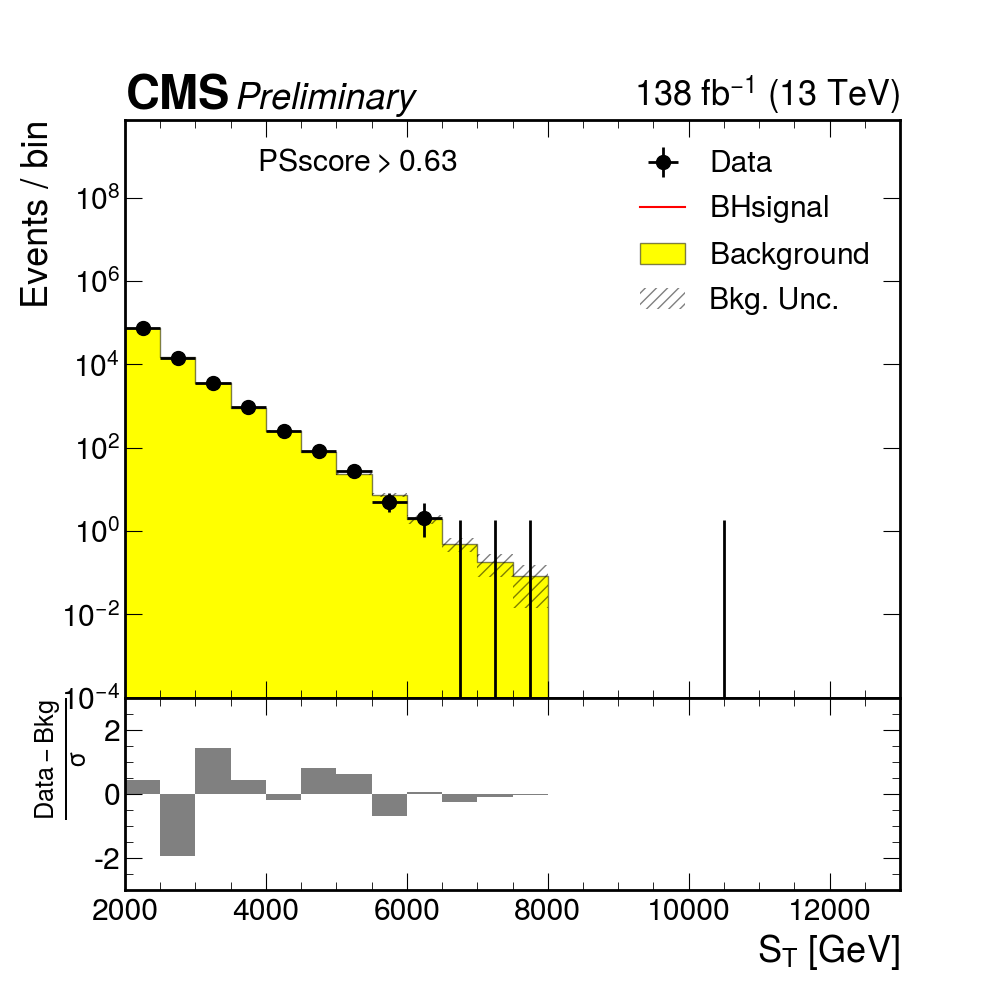 CMS Preliminary 138 fb⁻¹ (13 TeV)
Events / bin
PSscore > 0.63
Data
BHsignal
Background
Bkg. Unc.
10⁸
10⁶
10⁴
10²
10⁰
10⁻²
10⁻⁴
Data – Bkg
σ
2
0
-2
2000 4000 6000 8000 10000 12000
S_T [GeV]